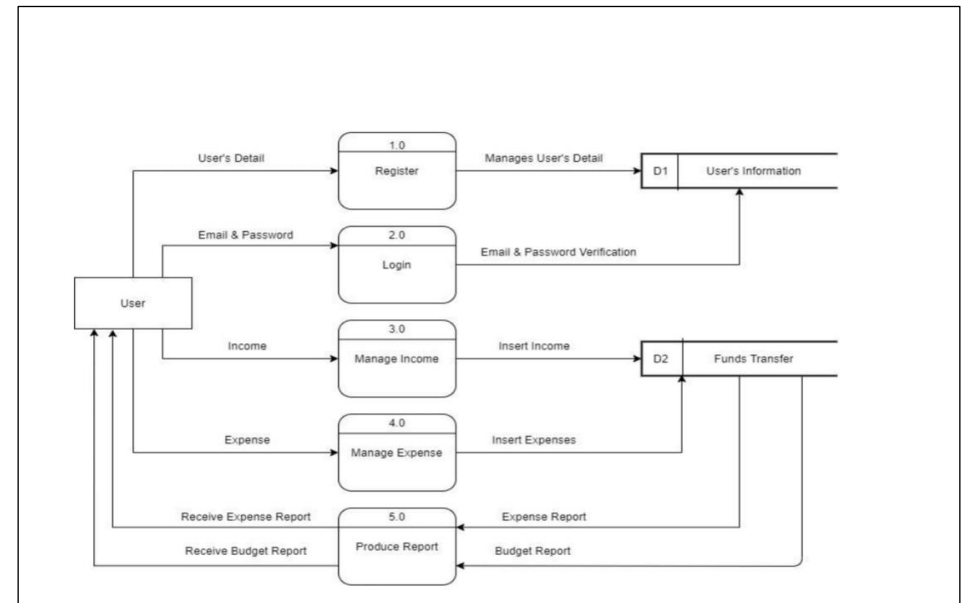 1.0
User's Detail
Manages User's Detail
Register
D1
User's Information
Email & Password
2.0
Email & Password Verification
Login
User
3.0
Income
Insert Income
Manage Income
D2
Funds Transfer
4.0
Expense
Insert Expenses
Manage Expense
Receive Expense Report
5.0
Expense Report
Receive Budget Report
Produce Report
Budget Report